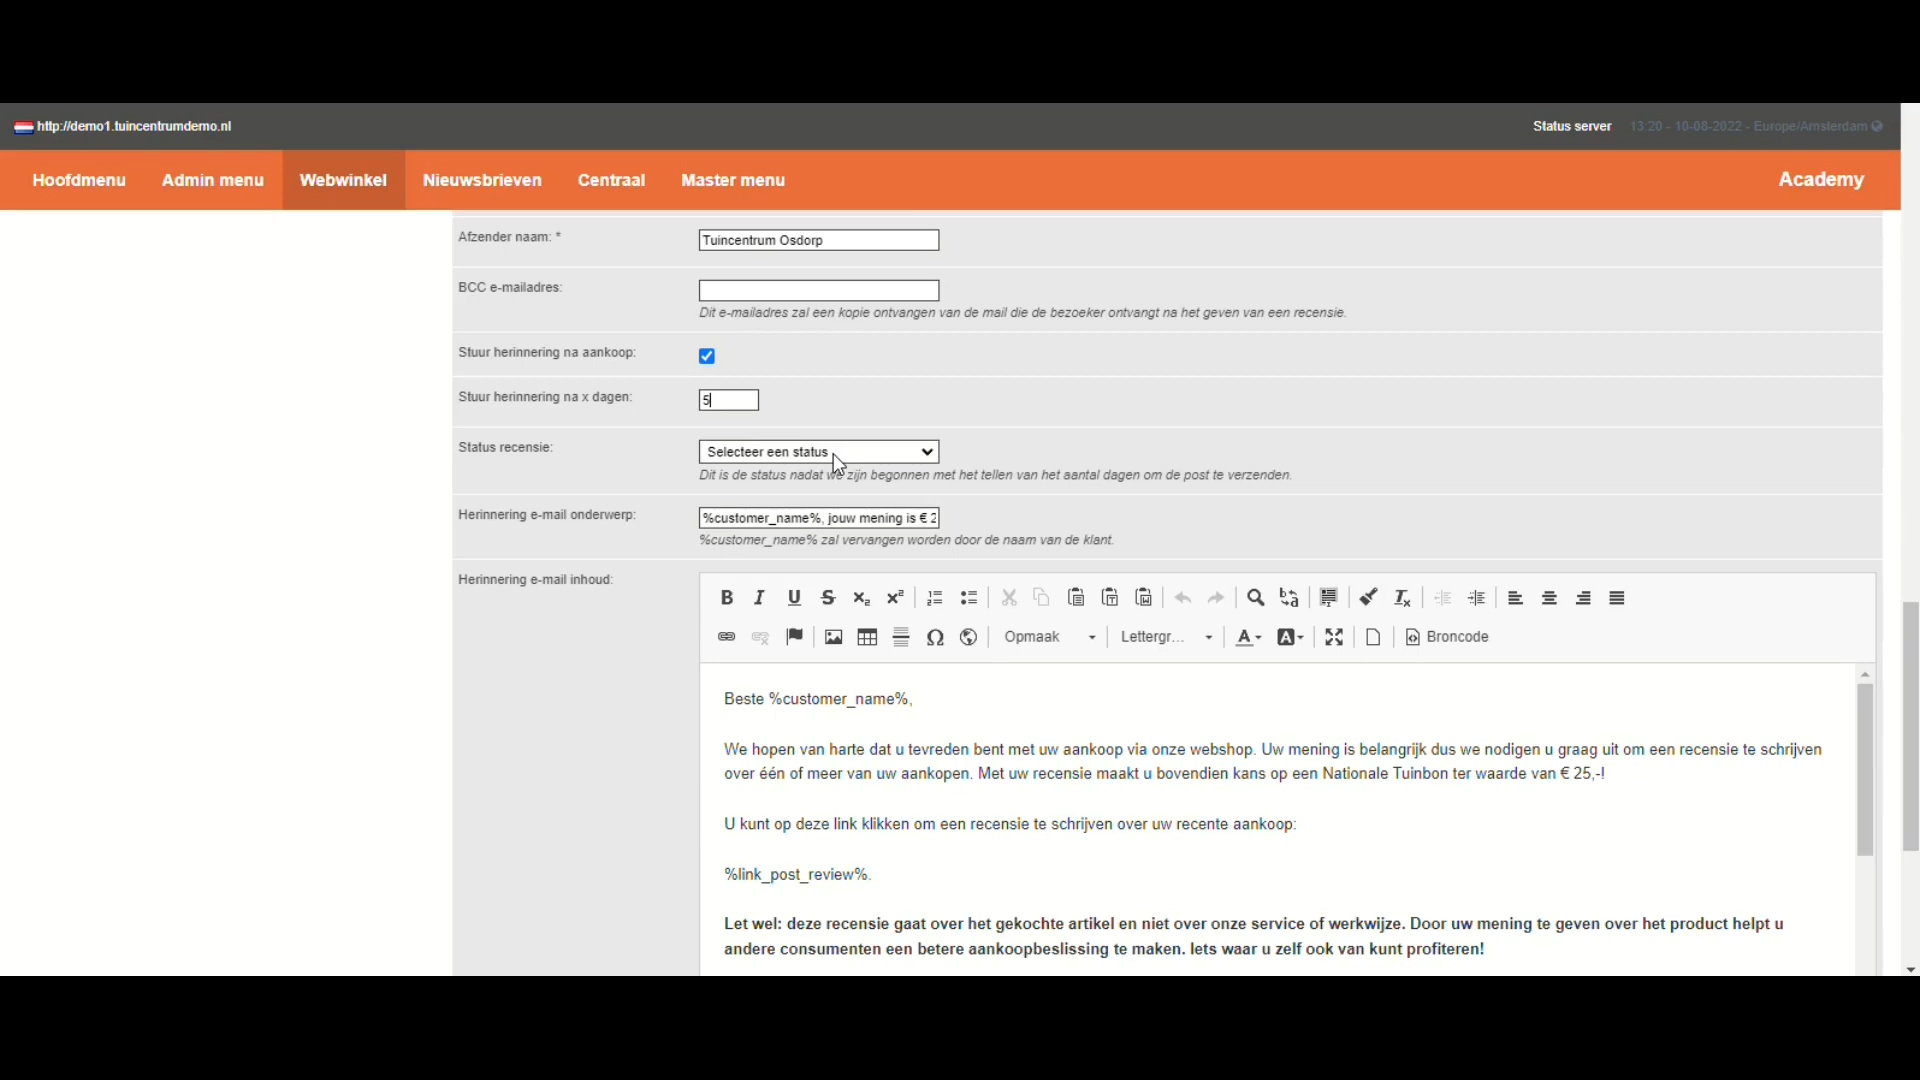 http://demo1.tuincentrumdemo.nl
Status server 13:20 - 10-08-2022 - Europe/Amsterdam
Hoofdmenu Admin menu Webwinkel Nieuwsbrieven Centraal Master menu Academy
Afzender naam: * Tuincentrum Osdorp
BCC e-mailadres:
Dit e-mailadres zal een kopie ontvangen van de mail die de bezoeker ontvangt na het geven van een recensie.
Stuur herinnering na aankoop:
Stuur herinnering na x dagen: 5
Status recensie: Selecteer een status
Dit is de status nadat we zijn begonnen met het tellen van het aantal dagen om de post te verzenden.
Herinnering e-mail onderwerp: %customer_name%, jouw mening is € 2
%customer_name% zal vervangen worden door de naam van de klant.
Herinnering e-mail inhoud:
Opmaak Lettergr... Broncode
Beste %customer_name%,
We hopen van harte dat u tevreden bent met uw aankoop via onze webshop. Uw mening is belangrijk dus we nodigen u graag uit om een recensie te schrijven
over één of meer van uw aankopen. Met uw recensie maakt u bovendien kans op een Nationale Tuinbon ter waarde van € 25,-!
U kunt op deze link klikken om een recensie te schrijven over uw recente aankoop:
%link_post_review%.
Let wel: deze recensie gaat over het gekochte artikel en niet over onze service of werkwijze. Door uw mening te geven over het product helpt u
andere consumenten een betere aankoopbeslissing te maken. Iets waar u zelf ook van kunt profiteren!